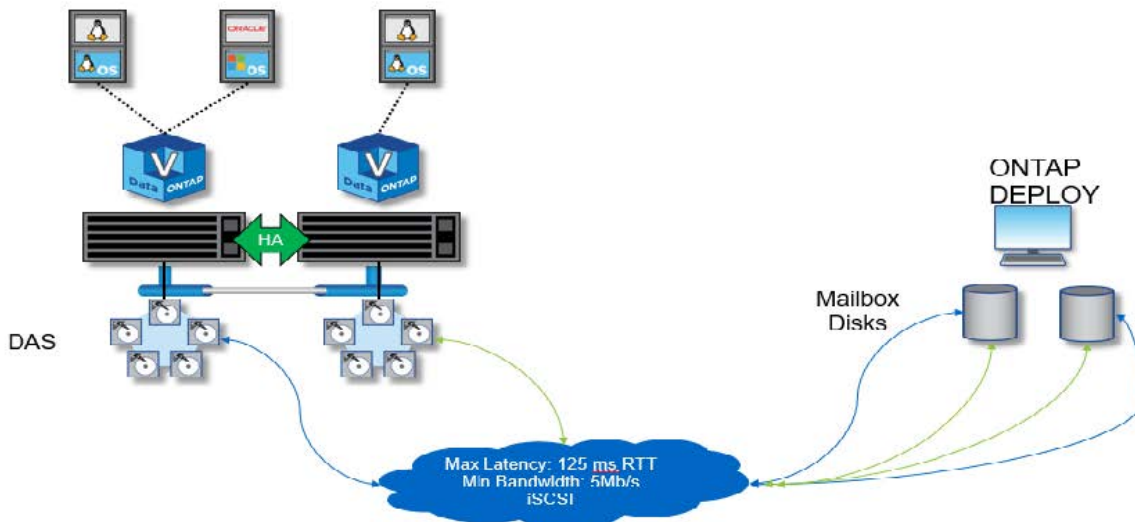 ORACLE
OS
OS
OS
V
Data ONTAP
V
Data ONTAP
HA
ONTAP
DEPLOY
Mailbox
Disks
DAS
Max Latency: 125 ms RTT
Min Bandwidth: 5Mb/s
iSCSI